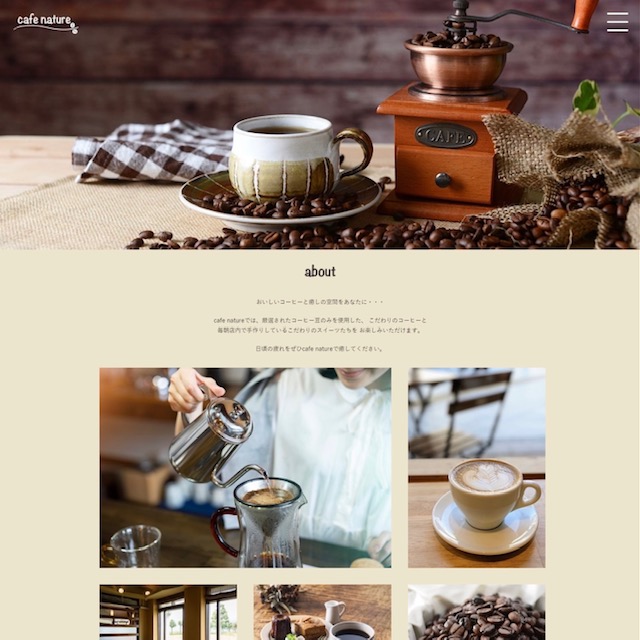 cafe nature
CAFE
about
おいしいコーヒーと癒しの空間をあなたに・・・
cafe natureでは、厳選されたコーヒー豆のみを使用した、こだわりのコーヒーと
毎朝店内で手作りしているこだわりのスイーツたちを お楽しみいただけます。
日頃の疲れをぜひcafe natureで癒してください。